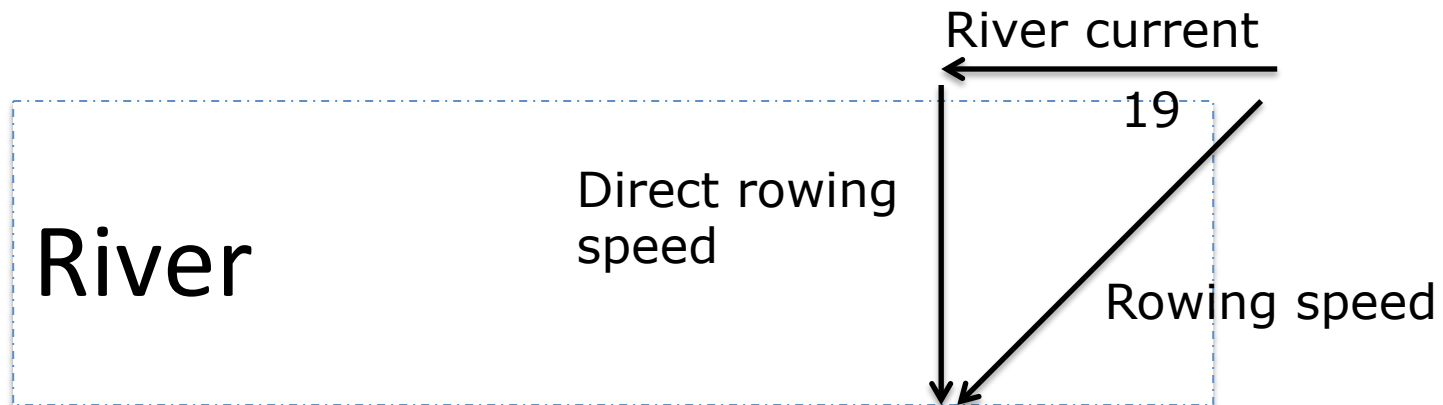 River current
19
Direct rowing
speed
River
Rowing speed